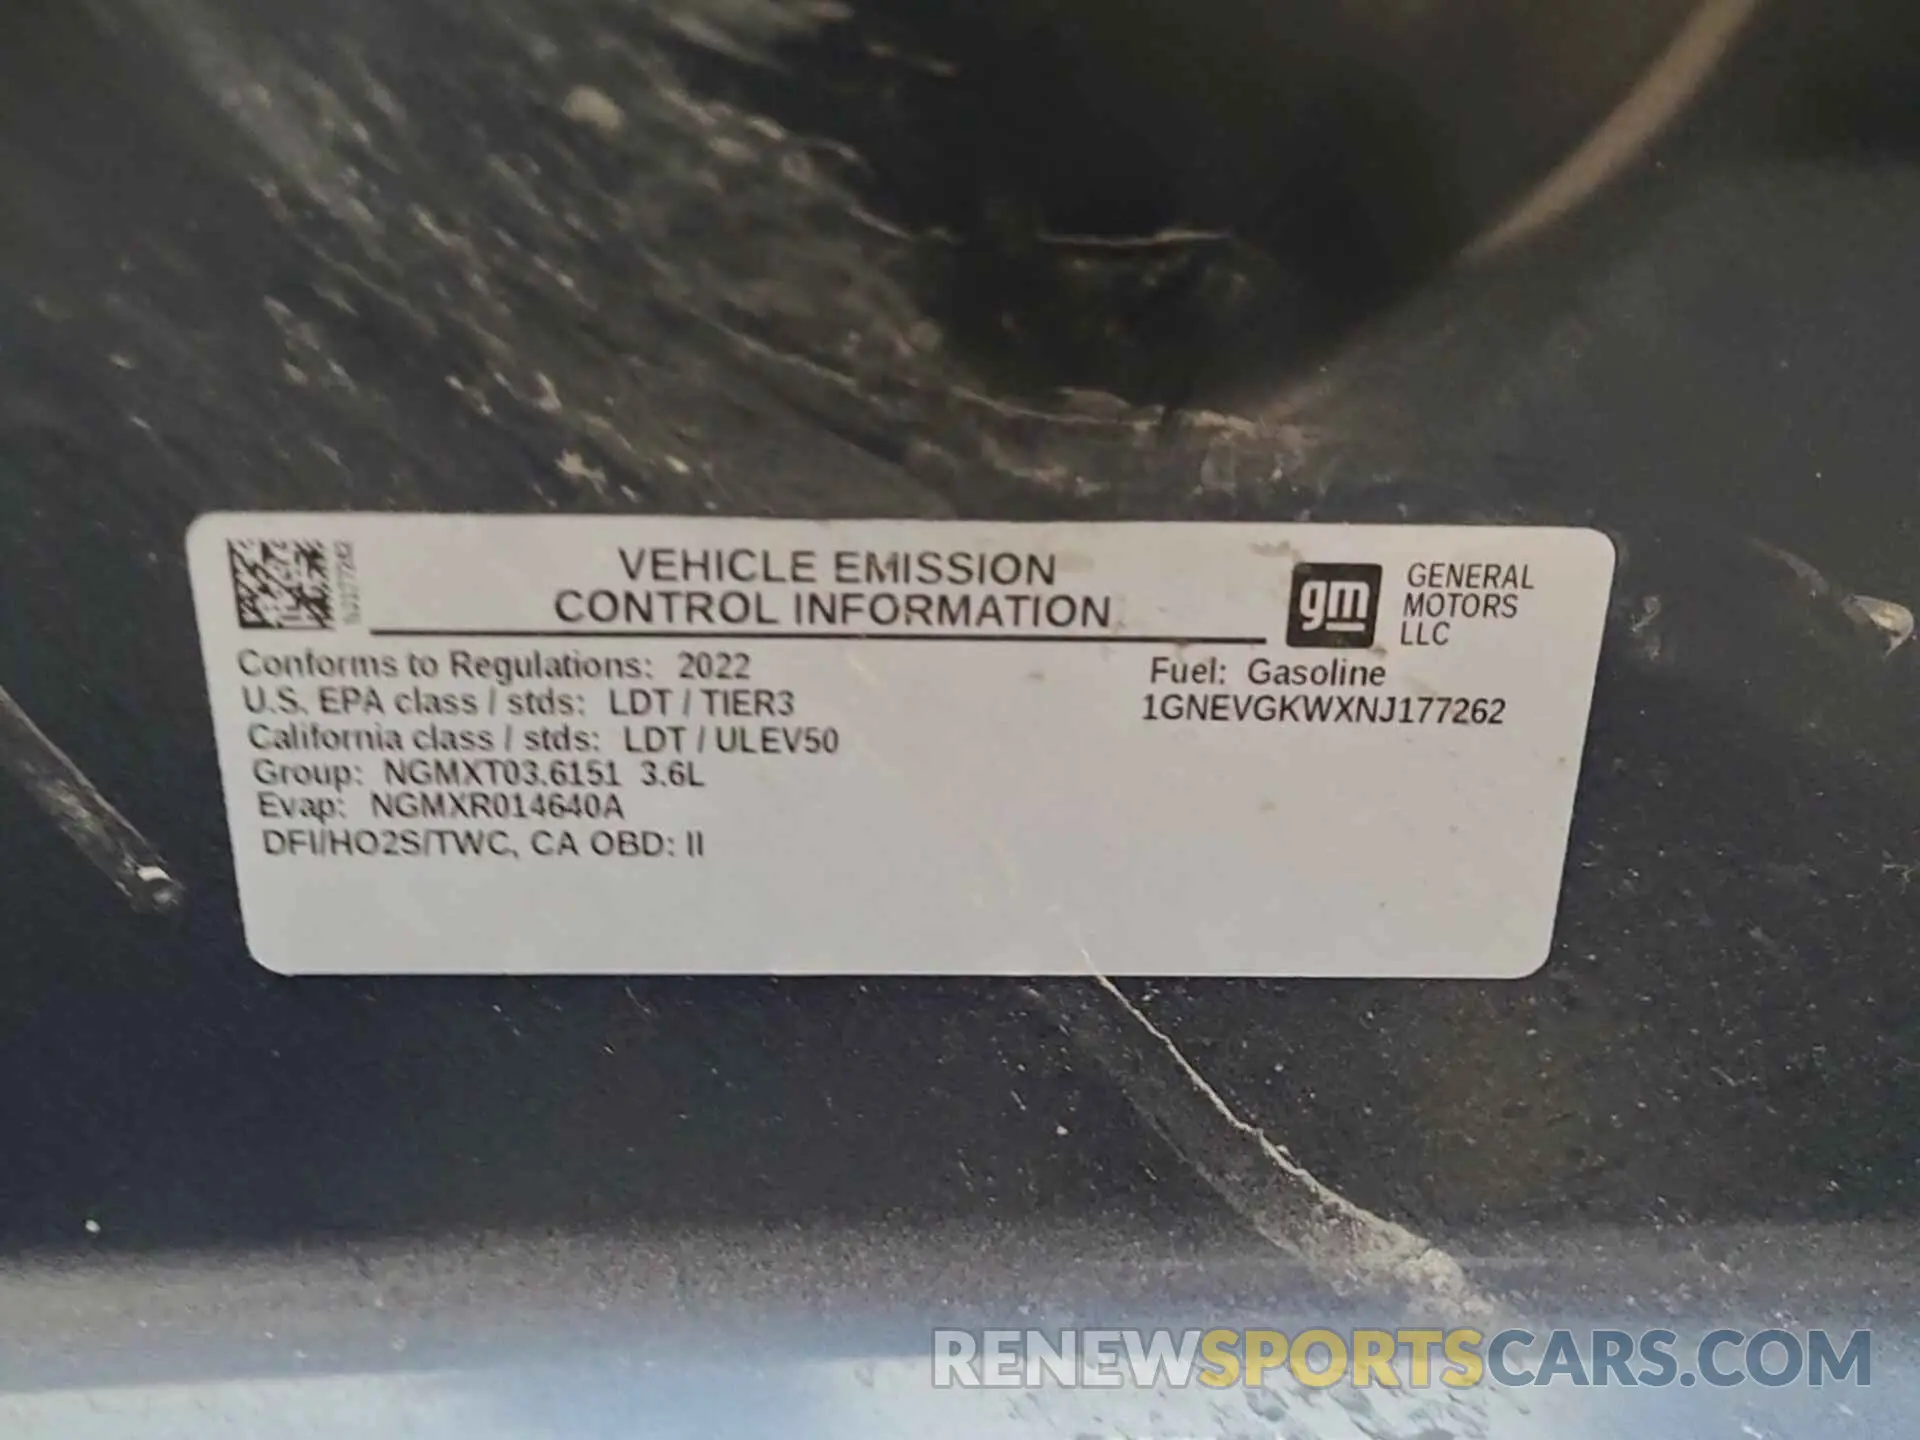 VEHICLE EMISSION
CONTROL INFORMATION
gm
GENERAL
MOTORS
LLC
Conforms to Regulations: 2022
U.S. EPA class / stds: LDT / TIER3
California class / stds: LDT / ULEV50
Group: NGMXT03.6151 3.6L
Evap: NGMXR014640A
DFI/HO2S/TWC, CA OBD: II
Fuel: Gasoline
1GNEVGKWXNJ177262
RENEWSPORTSCARS.COM